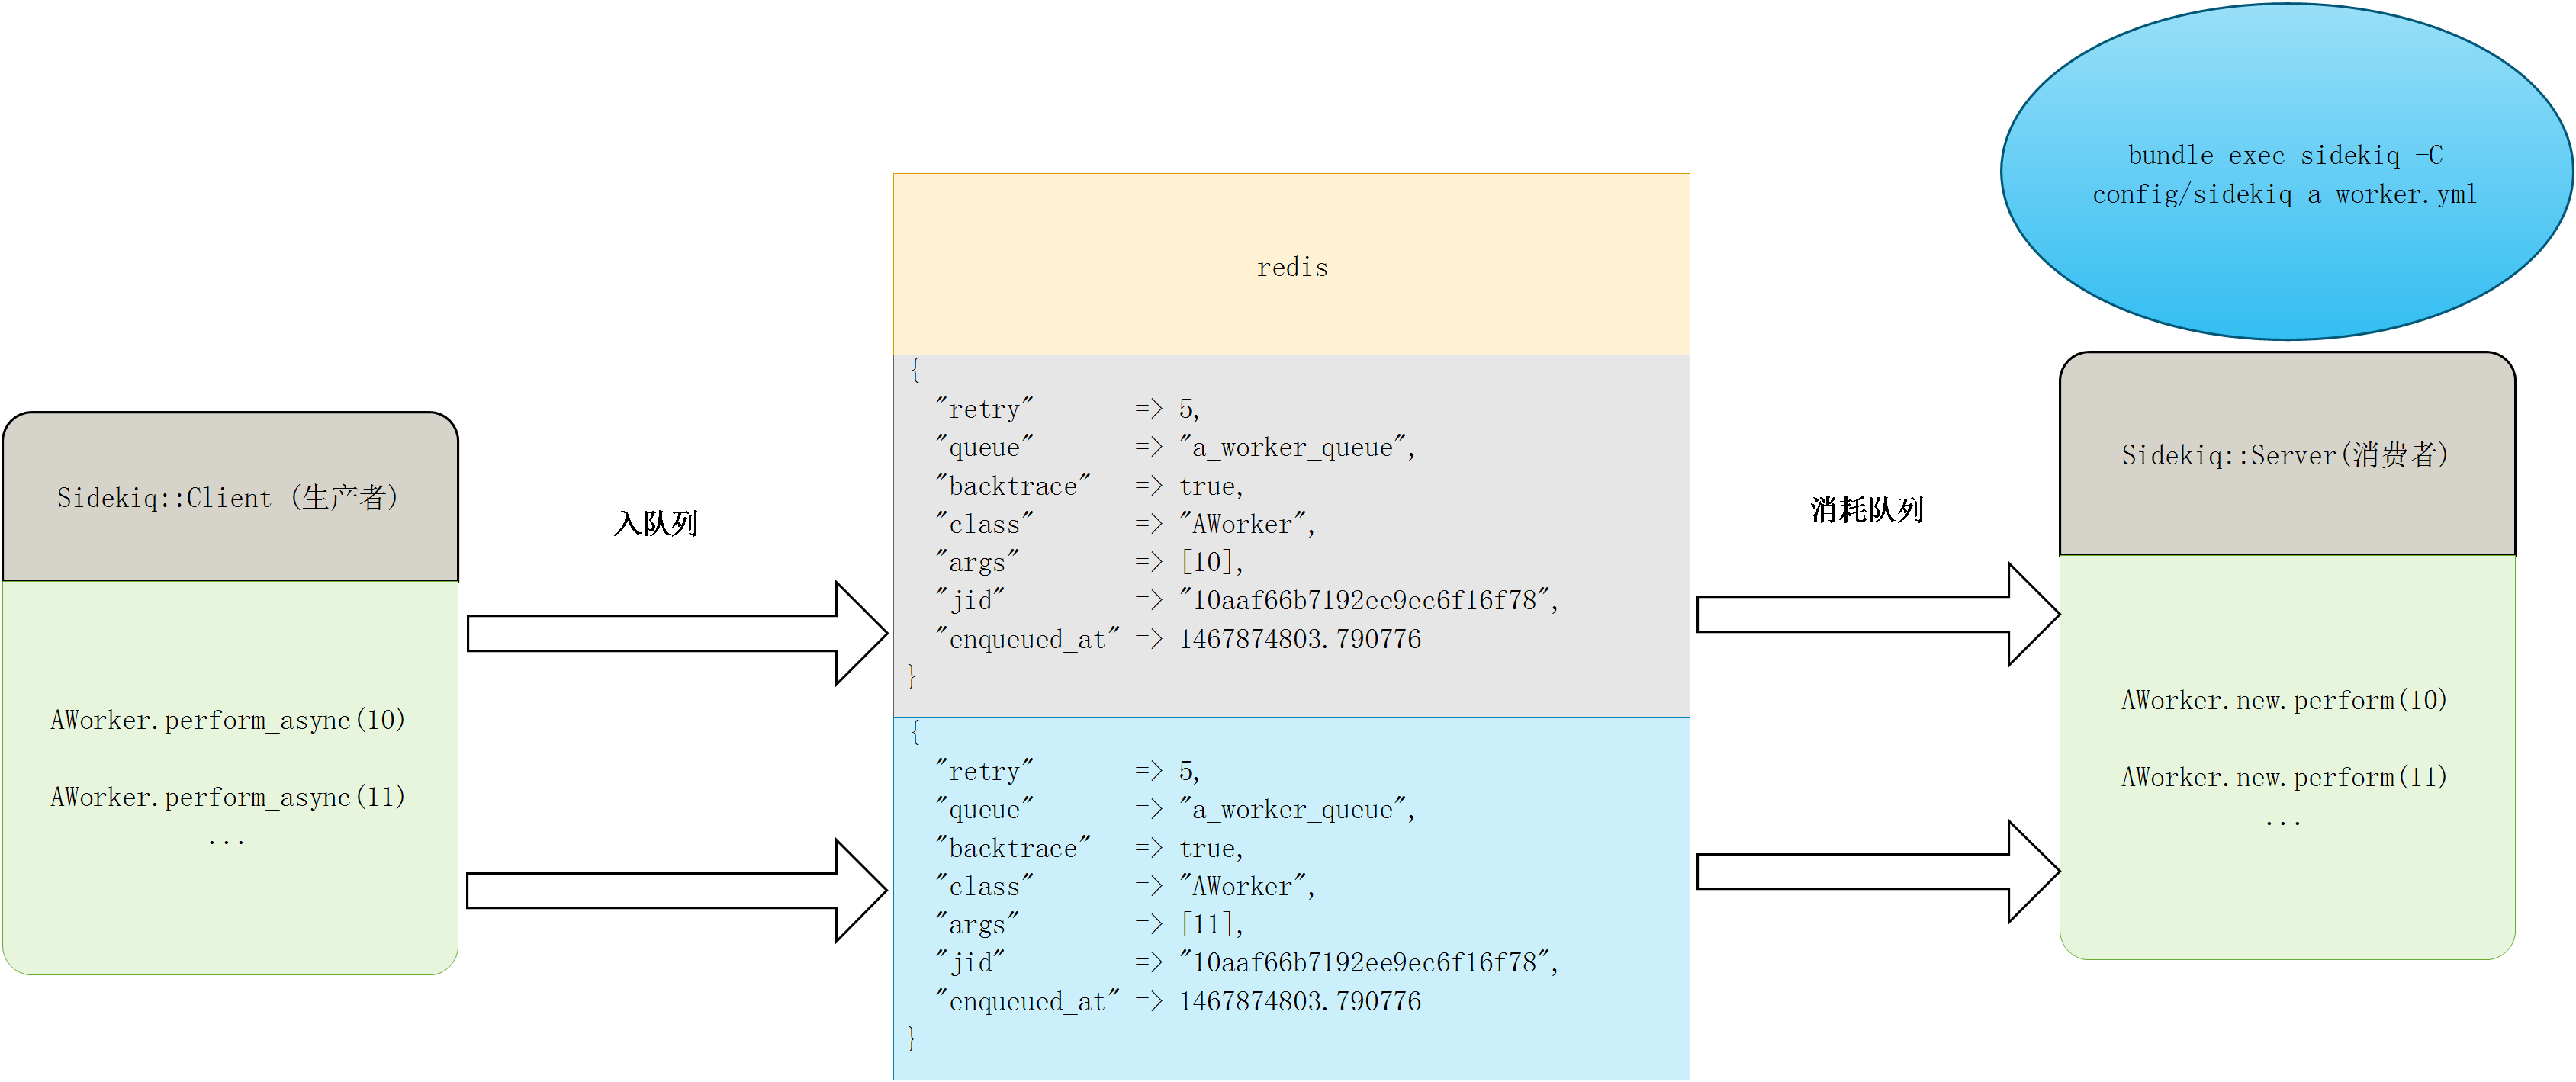 bundle exec sidekiq -C
config/sidekiq_a_worker.yml
Sidekiq::Client (生产者)
AWorker.perform_async(10)
AWorker.perform_async(11)
...
入队列
redis
{
"retry" => 5,
"queue" => "a_worker_queue",
"backtrace" => true,
"class" => "AWorker",
"args" => [10],
"jid" => "10aaf66b7192ee9ec6f16f78",
"enqueued_at" => 1467874803.790776
}
{
"retry" => 5,
"queue" => "a_worker_queue",
"backtrace" => true,
"class" => "AWorker",
"args" => [11],
"jid" => "10aaf66b7192ee9ec6f16f78",
"enqueued_at" => 1467874803.790776
}
消耗队列
Sidekiq::Server(消费者)
AWorker.new.perform(10)
AWorker.new.perform(11)
...